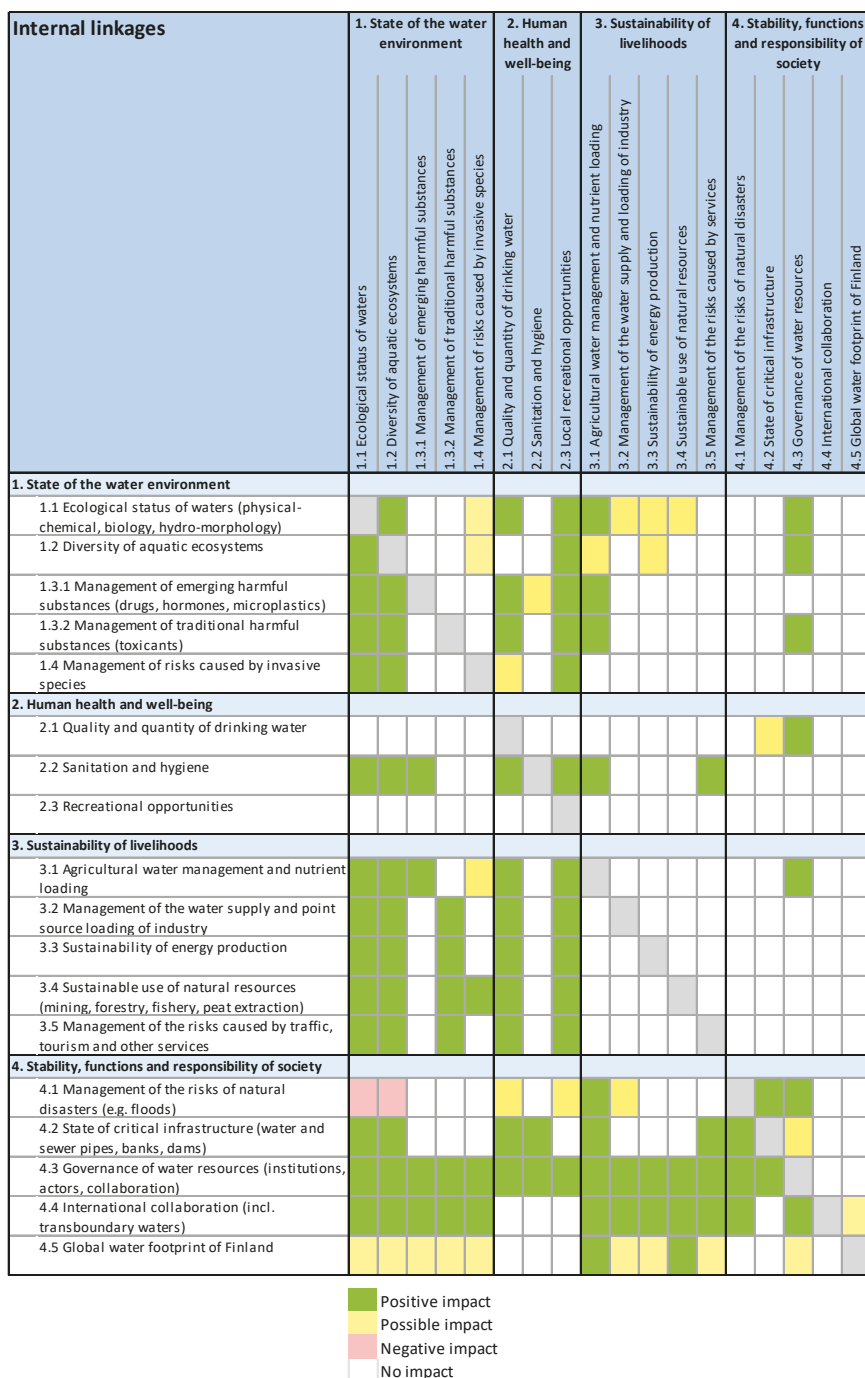 Internal linkages
1. State of the water
environment
2. Human
health and
well-being
3. Sustainability of
livelihoods
4. Stability, functions
and responsibility of
society
1.1 Ecological status of waters
1.2 Diversity of aquatic ecosystems
1.3.1 Management of emerging harmful substances
1.3.2 Management of traditional harmful substances
1.4 Management of risks caused by invasive species
2.1 Quality and quantity of drinking water
2.2 Sanitation and hygiene
2.3 Local recreational opportunities
3.1 Agricultural water management and nutrient loading
3.2 Management of the water supply and loading of industry
3.3 Sustainability of energy production
3.4 Sustainable use of natural resources
3.5 Management of the risks caused by services
4.1 Management of the risks of natural disasters
4.2 State of critical infrastructure
4.3 Governance of water resources
4.4 International collaboration
4.5 Global water footprint of Finland
1. State of the water environment
1.1 Ecological status of waters (physical-
chemical, biology, hydro-morphology)
1.2 Diversity of aquatic ecosystems
1.3.1 Management of emerging harmful
substances (drugs, hormones, microplastics)
1.3.2 Management of traditional harmful
substances (toxicants)
1.4 Management of risks caused by invasive
species
2. Human health and well-being
2.1 Quality and quantity of drinking water
2.2 Sanitation and hygiene
2.3 Recreational opportunities
3. Sustainability of livelihoods
3.1 Agricultural water management and nutrient
loading
3.2 Management of the water supply and point
source loading of industry
3.3 Sustainability of energy production
3.4 Sustainable use of natural resources
(mining, forestry, fishery, peat extraction)
3.5 Management of the risks caused by traffic,
tourism and other services
4. Stability, functions and responsibility of society
4.1 Management of the risks of natural
disasters (e.g. floods)
4.2 State of critical infrastructure (water and
sewer pipes, banks, dams)
4.3 Governance of water resources (institutions,
actors, collaboration)
4.4 International collaboration (incl.
transboundary waters)
4.5 Global water footprint of Finland
Positive impact
Possible impact
Negative impact
No impact